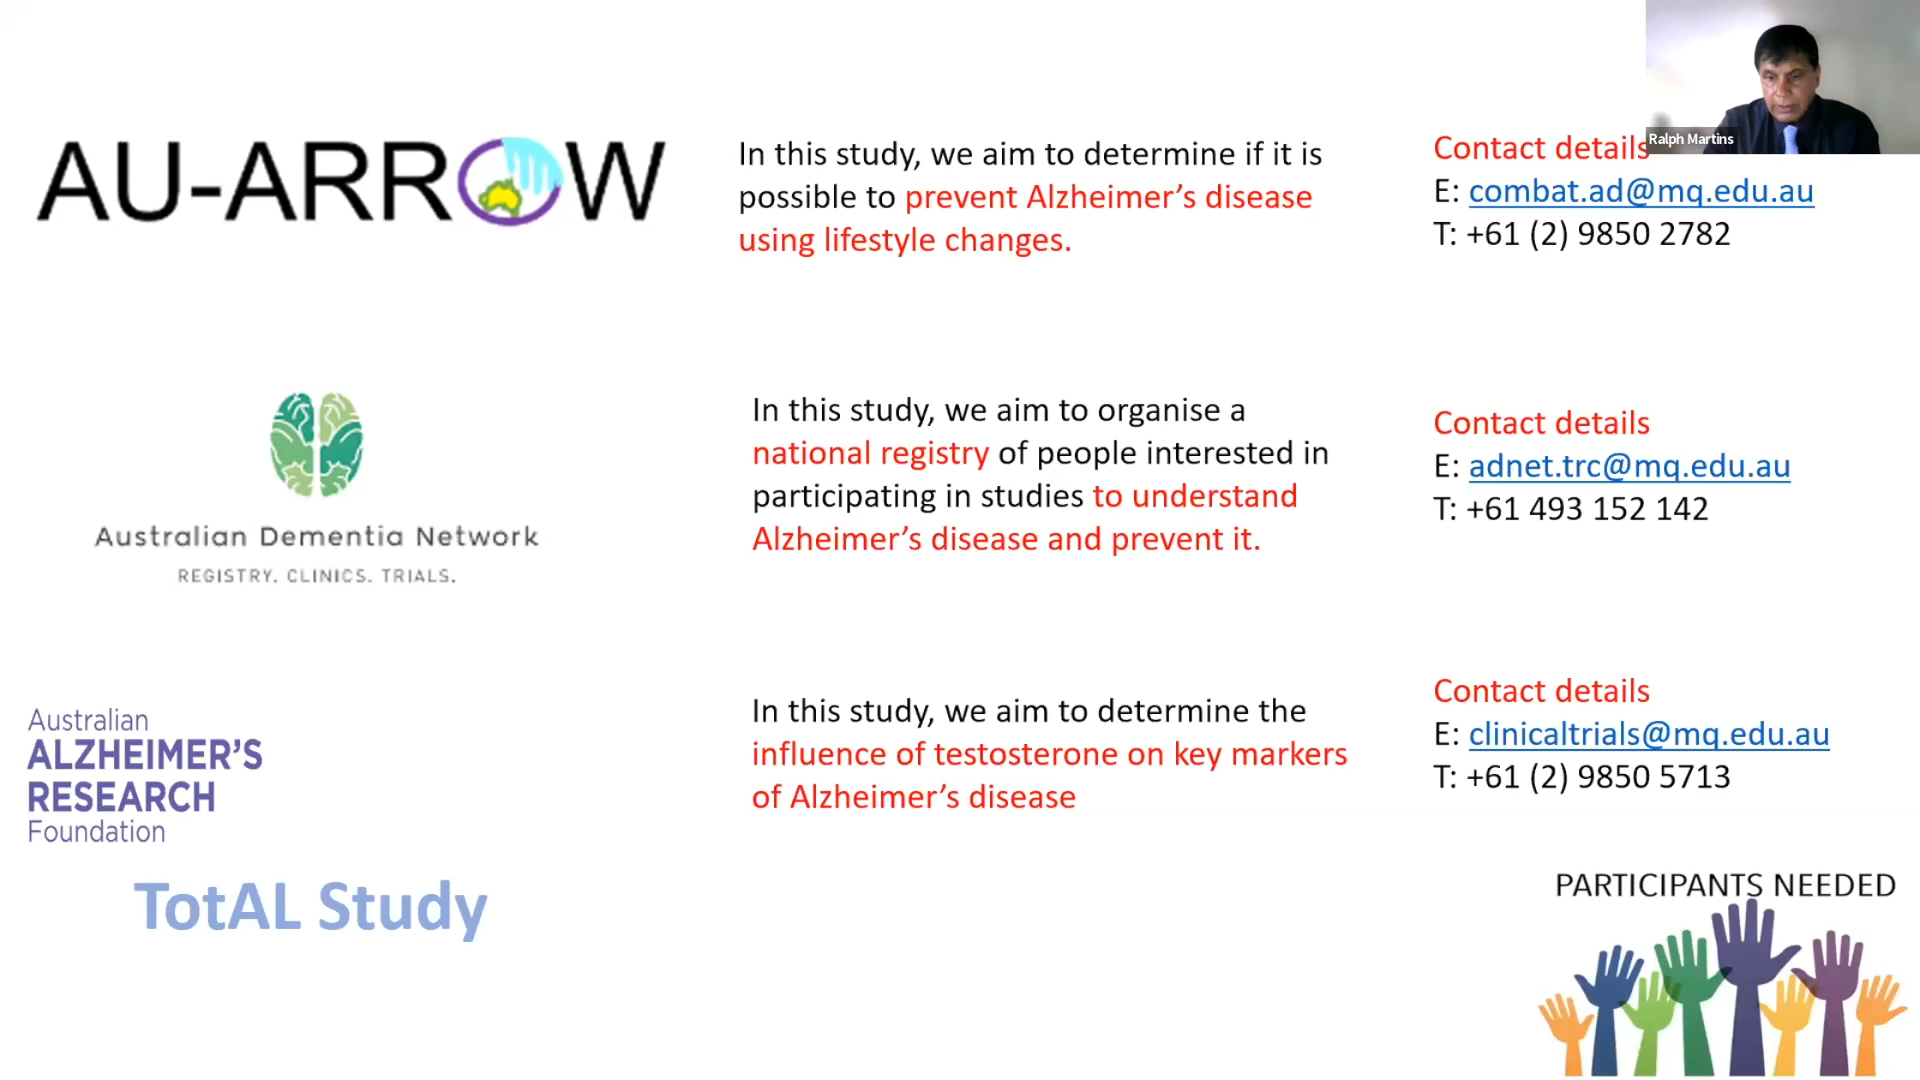 AU-ARROW
In this study, we aim to determine if it is
possible to prevent Alzheimer's disease
using lifestyle changes.
Contact details
E: combat.ad@mq.edu.au
T: +61 (2) 9850 2782
Ralph Martins
Australian Dementia Network
REGISTRY. CLINICS. TRIALS.
In this study, we aim to organise a
national registry of people interested in
participating in studies to understand
Alzheimer's disease and prevent it.
Contact details
E: adnet.trc@mq.edu.au
T: +61 493 152 142
Australian
ALZHEIMER'S
RESEARCH
Foundation
TotAL Study
In this study, we aim to determine the
influence of testosterone on key markers
of Alzheimer's disease
Contact details
E: clinicaltrials@mq.edu.au
T: +61 (2) 9850 5713
PARTICIPANTS NEEDED